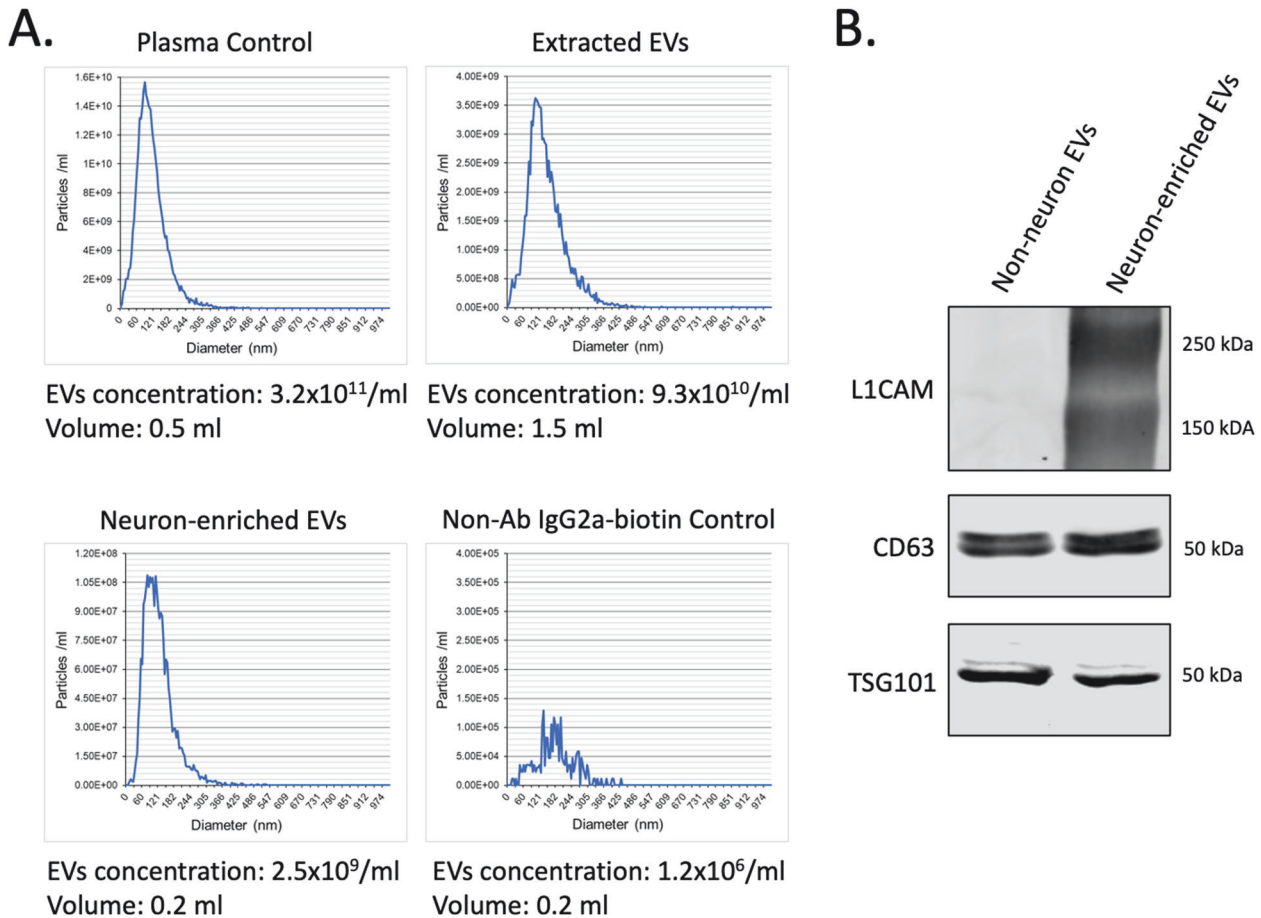 A.
Plasma Control
Particles /ml
1.6E+10
1.4E+10
1.2E+10
1E+10
8E+09
6E+09
4E+09
2E+09
0
0 60 121 182 244 305 366 425 486 547 609 670 731 790 851 912 974
Diameter (nm)
EVs concentration: 3.2x10¹¹/ml
Volume: 0.5 ml
Extracted EVs
Particles /ml
4.00E+09
3.50E+09
3.00E+09
2.50E+09
2.00E+09
1.50E+09
1.00E+09
5.00E+08
0.00E+00
0 60 121 182 244 305 366 425 486 547 609 670 731 790 851 912 974
Diameter (nm)
EVs concentration: 9.3x10¹⁰/ml
Volume: 1.5 ml
Neuron-enriched EVs
Particles /ml
1.20E+08
1.05E+08
9.00E+07
7.50E+07
6.00E+07
4.50E+07
3.00E+07
1.50E+07
0.00E+00
0 60 121 182 244 305 366 425 486 547 609 670 731 790 851 912 974
Diameter (nm)
EVs concentration: 2.5x10⁹/ml
Volume: 0.2 ml
Non-Ab IgG2a-biotin Control
Particles /ml
4.00E+05
3.50E+05
3.00E+05
2.50E+05
2.00E+05
1.50E+05
1.00E+05
5.00E+04
0.00E+00
0 60 121 182 244 305 366 425 486 547 609 670 731 790 851 912 974
Diameter (nm)
EVs concentration: 1.2x10⁶/ml
Volume: 0.2 ml
B.
Non-neuron EVs
Neuron-enriched EVs
L1CAM
250 kDa
150 kDA
CD63
50 kDa
TSG101
50 kDa